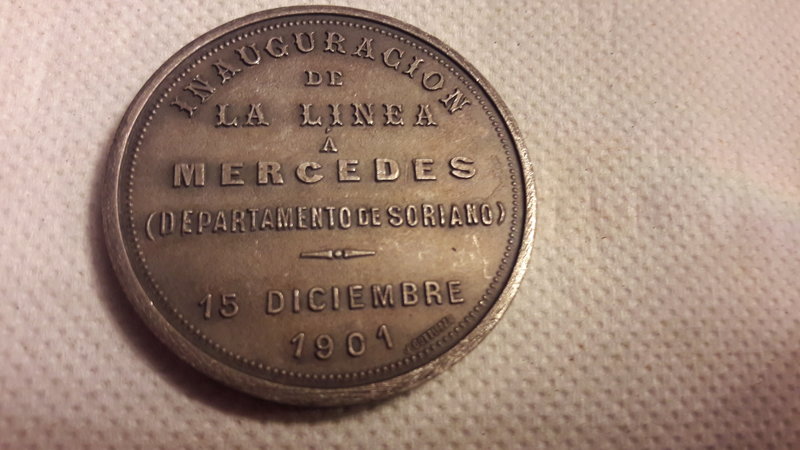 INAUGURACION
DE
LA LINEA
Á
MERCEDES
(DEPARTAMENTO DE SORIANO)
15 DICIEMBRE
1901